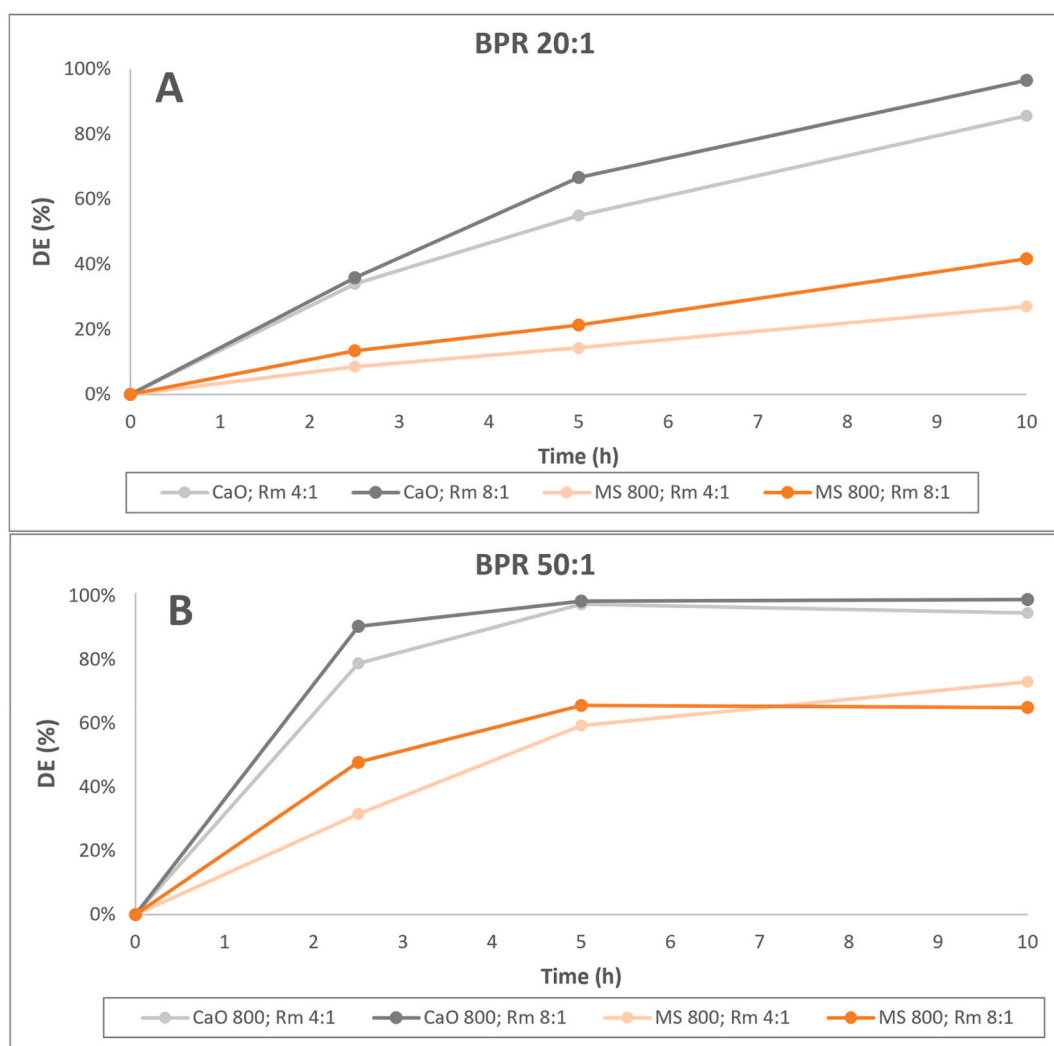 BPR 20:1
A
100%
80%
60%
40%
20%
0%
DE (%)
0 1 2 3 4 5 6 7 8 9 10
Time (h)
CaO; Rm 4:1 CaO; Rm 8:1 MS 800; Rm 4:1 MS 800; Rm 8:1
BPR 50:1
B
100%
80%
60%
40%
20%
0%
DE (%)
0 1 2 3 4 5 6 7 8 9 10
Time (h)
CaO 800; Rm 4:1 CaO 800; Rm 8:1 MS 800; Rm 4:1 MS 800; Rm 8:1